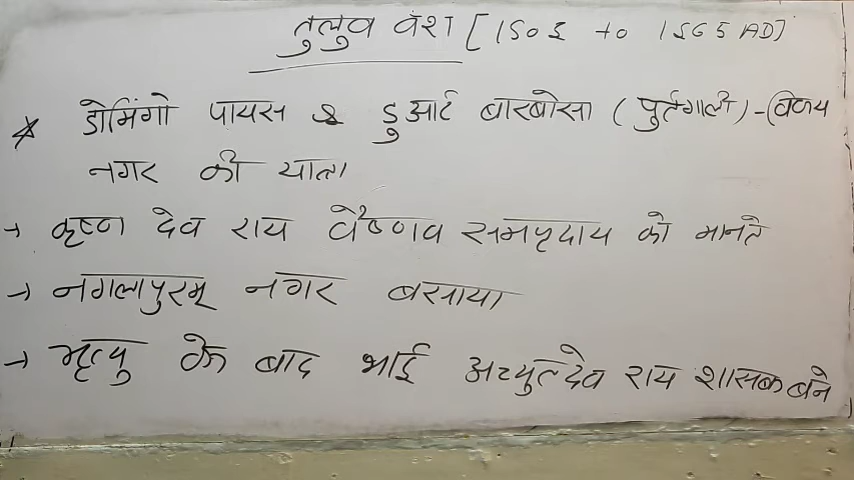 तुलुव वंश [1505 to 1565 AD]
* डोमिंगो पायस & डुआर्ट बारबोसा (पुर्तगाली) - विजय
नगर की यात्रा
→ कृष्ण देव राय वैष्णव सम्प्रदाय को मानते
→ नगलापुरम् नगर बसाया
→ मृत्यु के बाद भाई अच्युतदेव राय शासक बने